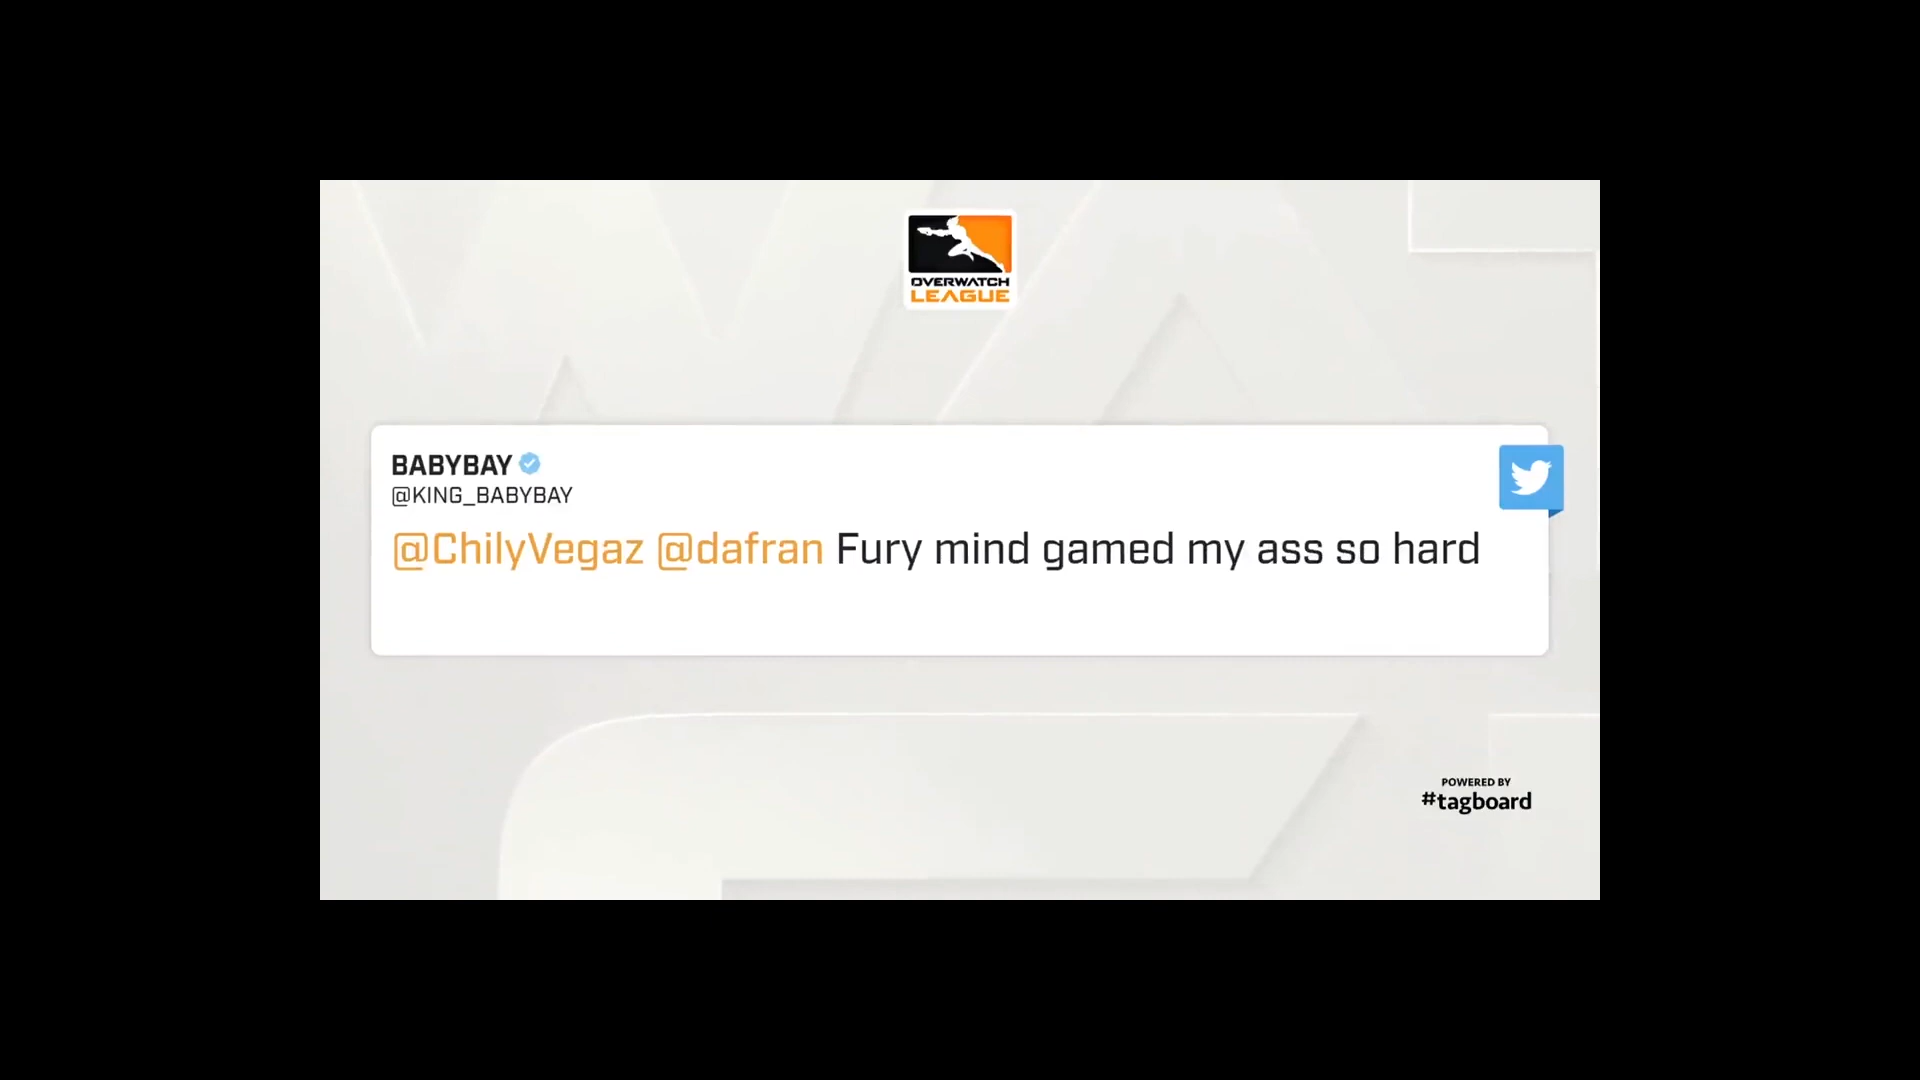 OVERWATCH
LEAGUE
BABYBAY
@KING_BABYBAY
@ChilyVegaz @dafran Fury mind gamed my ass so hard
POWERED BY
#tagboard